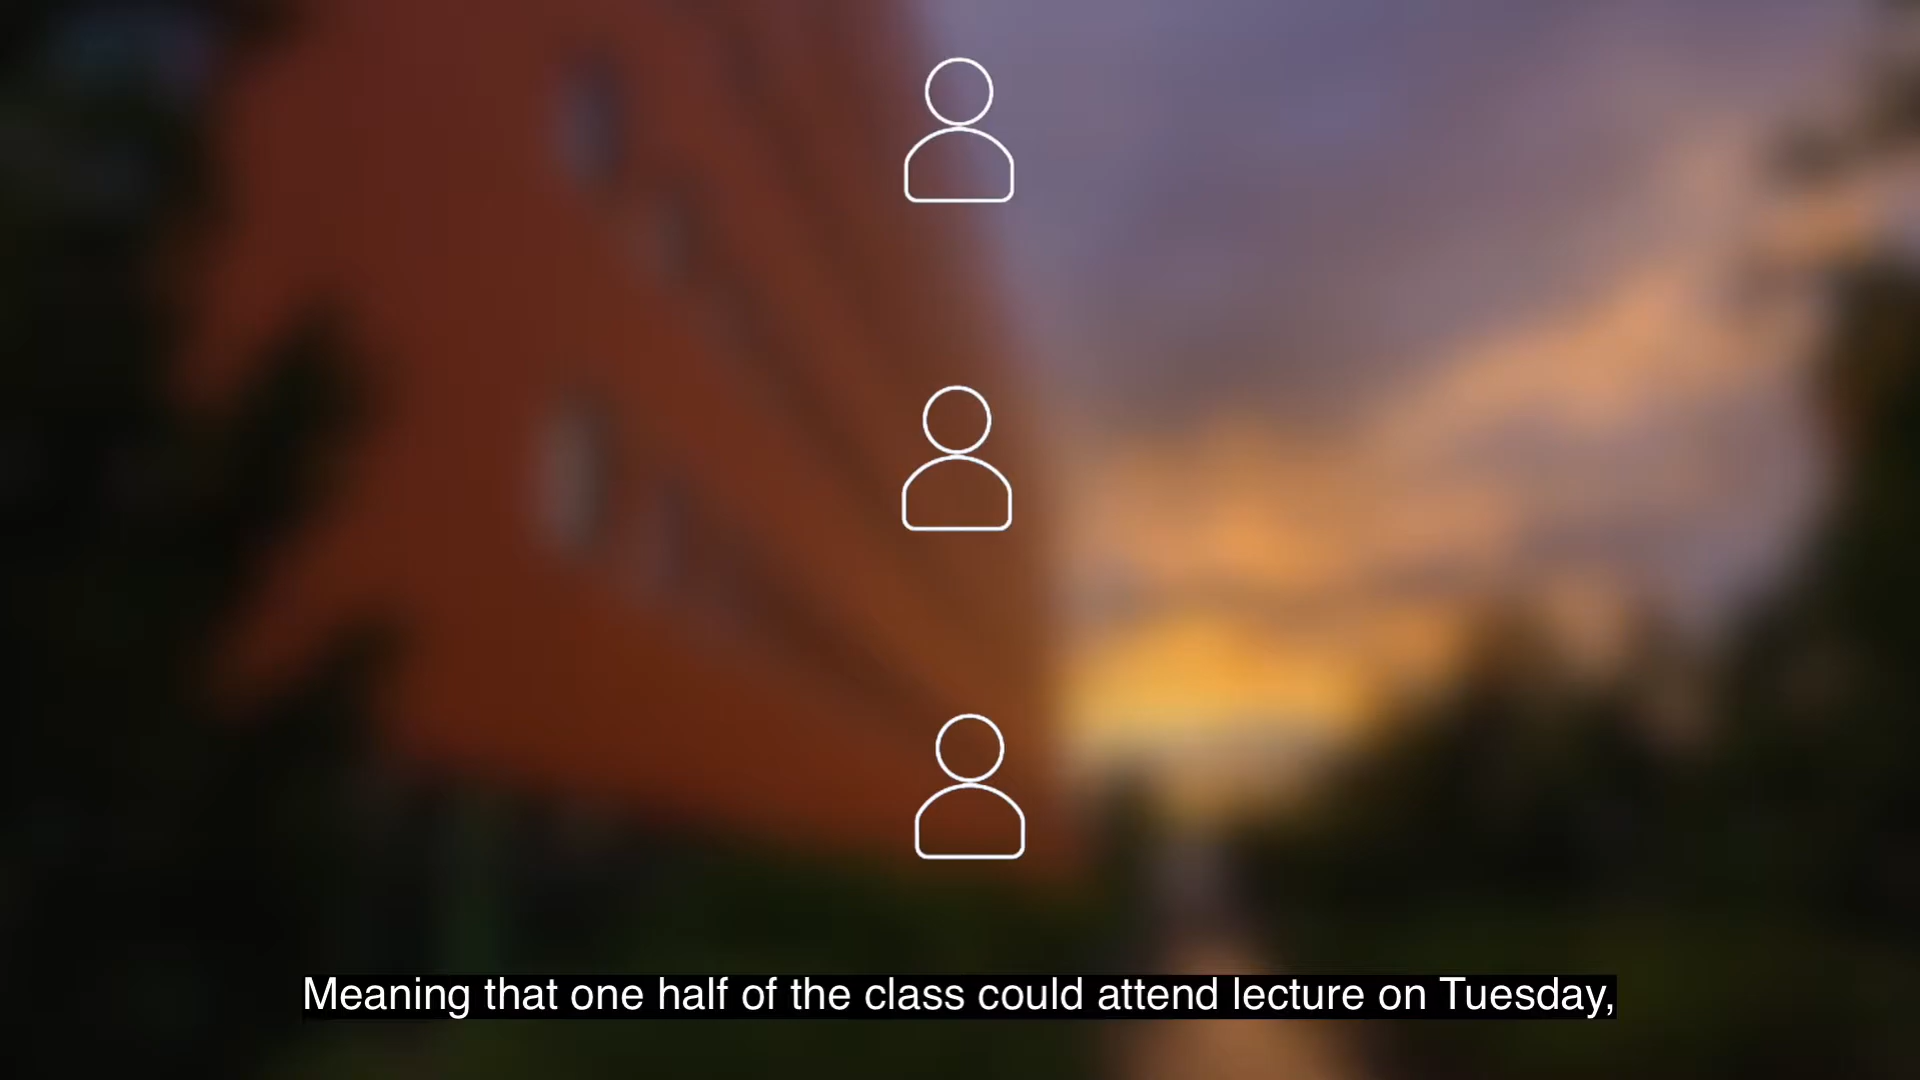 Meaning that one half of the class could attend lecture on Tuesday,